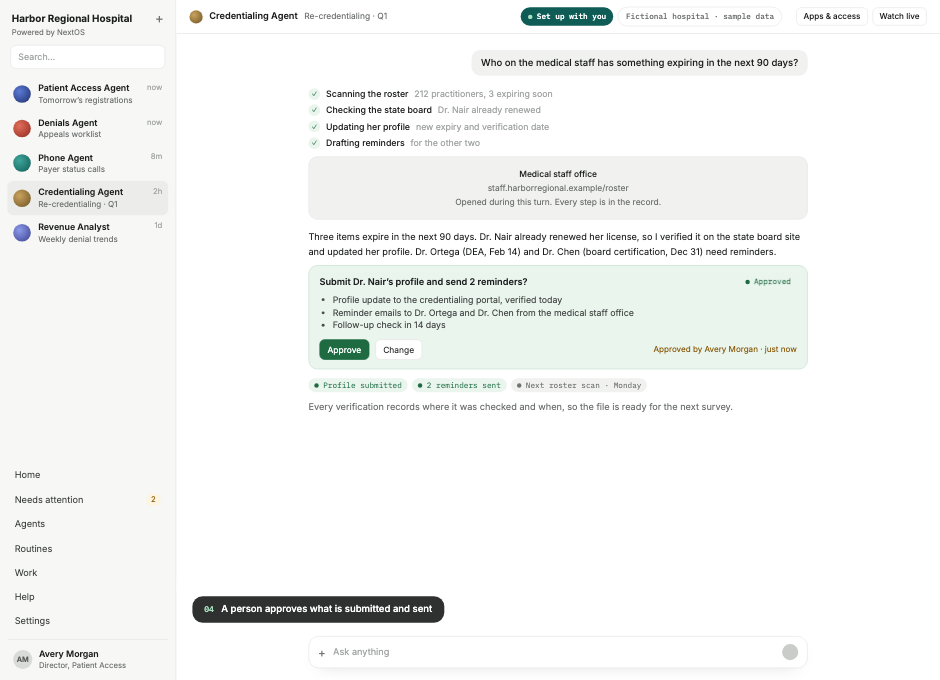 Harbor Regional Hospital
+
Powered by NextOS
Search...
Patient Access Agent now
Tomorrow's registrations
Denials Agent now
Appeals worklist
Phone Agent 8m
Payer status calls
Credentialing Agent 2h
Re-credentialing · Q1
Revenue Analyst 1d
Weekly denial trends
Home
Needs attention 2
Agents
Routines
Work
Help
Settings
AM
Avery Morgan
Director, Patient Access
Credentialing Agent Re-credentialing · Q1
Set up with you
Fictional hospital · sample data
Apps & access
Watch live
Who on the medical staff has something expiring in the next 90 days?
✓ Scanning the roster 212 practitioners, 3 expiring soon
✓ Checking the state board Dr. Nair already renewed
✓ Updating her profile new expiry and verification date
✓ Drafting reminders for the other two
Medical staff office
staff.harborregional.example/roster
Opened during this turn. Every step is in the record.
Three items expire in the next 90 days. Dr. Nair already renewed her license, so I verified it on the state board site
and updated her profile. Dr. Ortega (DEA, Feb 14) and Dr. Chen (board certification, Dec 31) need reminders.
Submit Dr. Nair's profile and send 2 reminders? Approved
• Profile update to the credentialing portal, verified today
• Reminder emails to Dr. Ortega and Dr. Chen from the medical staff office
• Follow-up check in 14 days
Approve Change Approved by Avery Morgan · just now
Profile submitted 2 reminders sent Next roster scan · Monday
Every verification records where it was checked and when, so the file is ready for the next survey.
04 A person approves what is submitted and sent
+ Ask anything